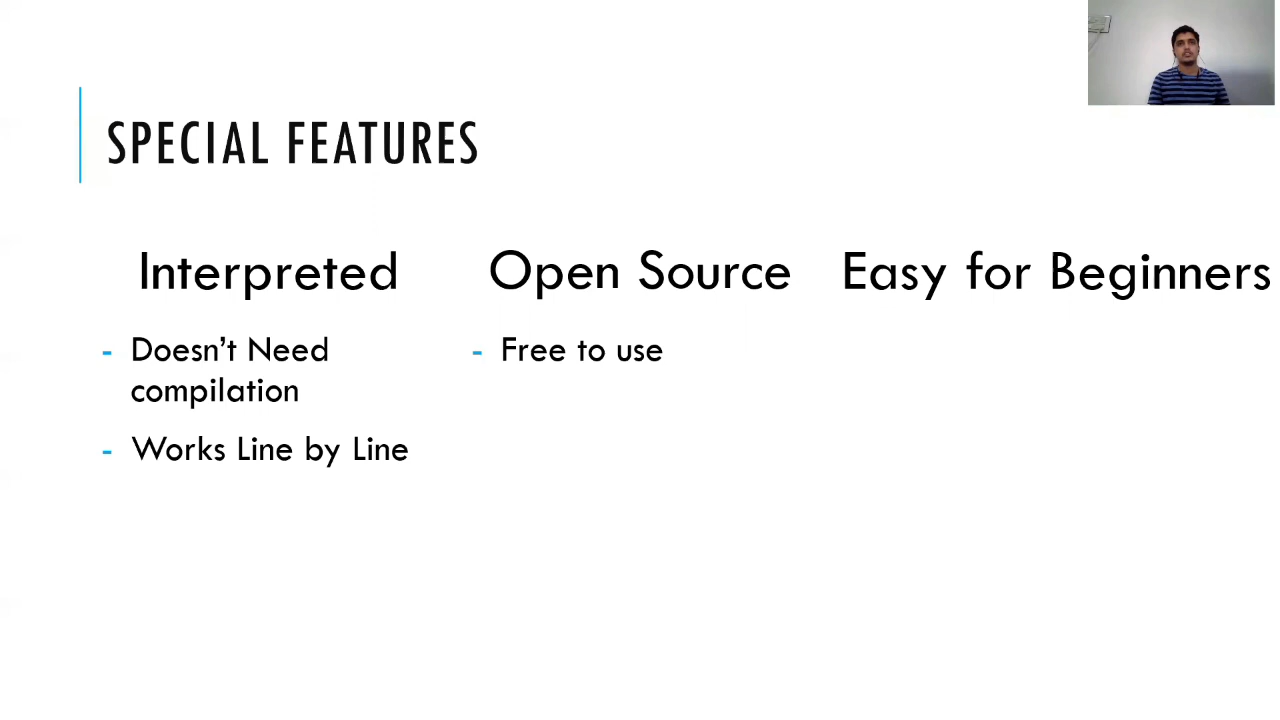 SPECIAL FEATURES
Interpreted
- Doesn't Need
compilation
- Works Line by Line
Open Source
- Free to use
Easy for Beginners